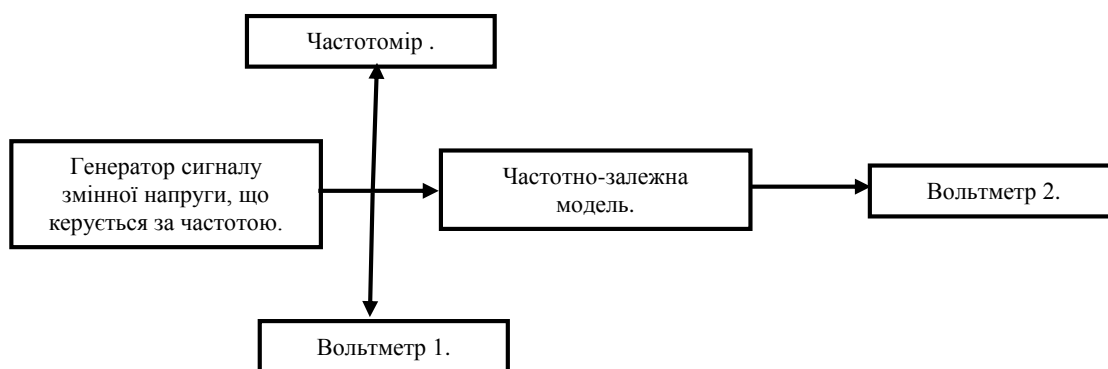 Частотомір .
Генератор сигналу
змінної напруги, що
керується за частотою.
Частотно-залежна
модель.
Вольтметр 2.
Вольтметр 1.